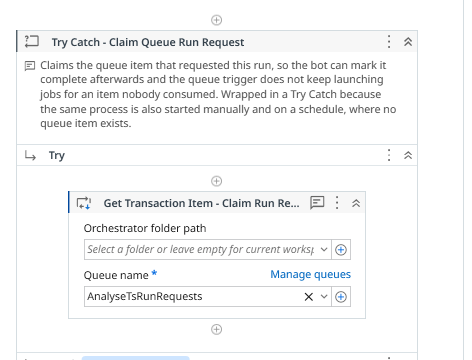 Try Catch - Claim Queue Run Request
Claims the queue item that requested this run, so the bot can mark it
complete afterwards and the queue trigger does not keep launching
jobs for an item nobody consumed. Wrapped in a Try Catch because
the same process is also started manually and on a schedule, where no
queue item exists.
Try
Get Transaction Item - Claim Run Re...
Orchestrator folder path
Select a folder or leave empty for current worksp
Queue name *
Manage queues
AnalyseTsRunRequests